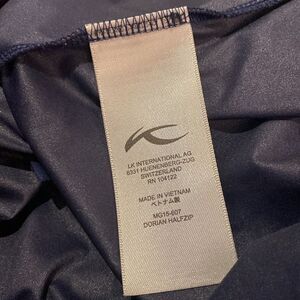 LK INTERNATIONAL AG
6331 HUENENBERG-ZUG
SWITZERLAND
RN 104122
MADE IN VIETNAM
ベトナム製
MG15-607
DORIAN HALFZIP